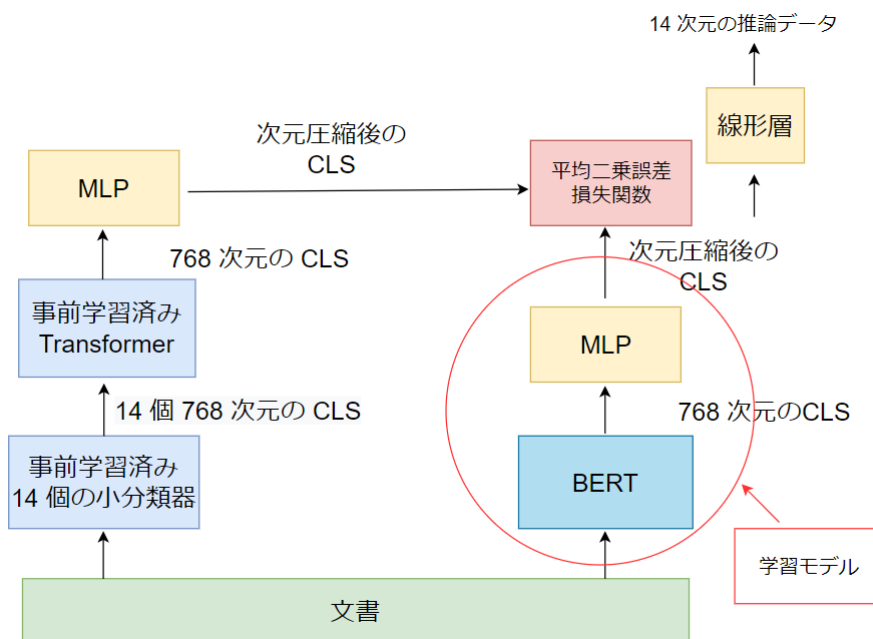 14 次元の推論データ
線形層
次元圧縮後の
CLS
平均二乗誤差
損失関数
MLP
768 次元の CLS
次元圧縮後の
CLS
事前学習済み
Transformer
MLP
14 個 768 次元の CLS
768 次元のCLS
事前学習済み
14 個の小分類器
BERT
学習モデル
文書